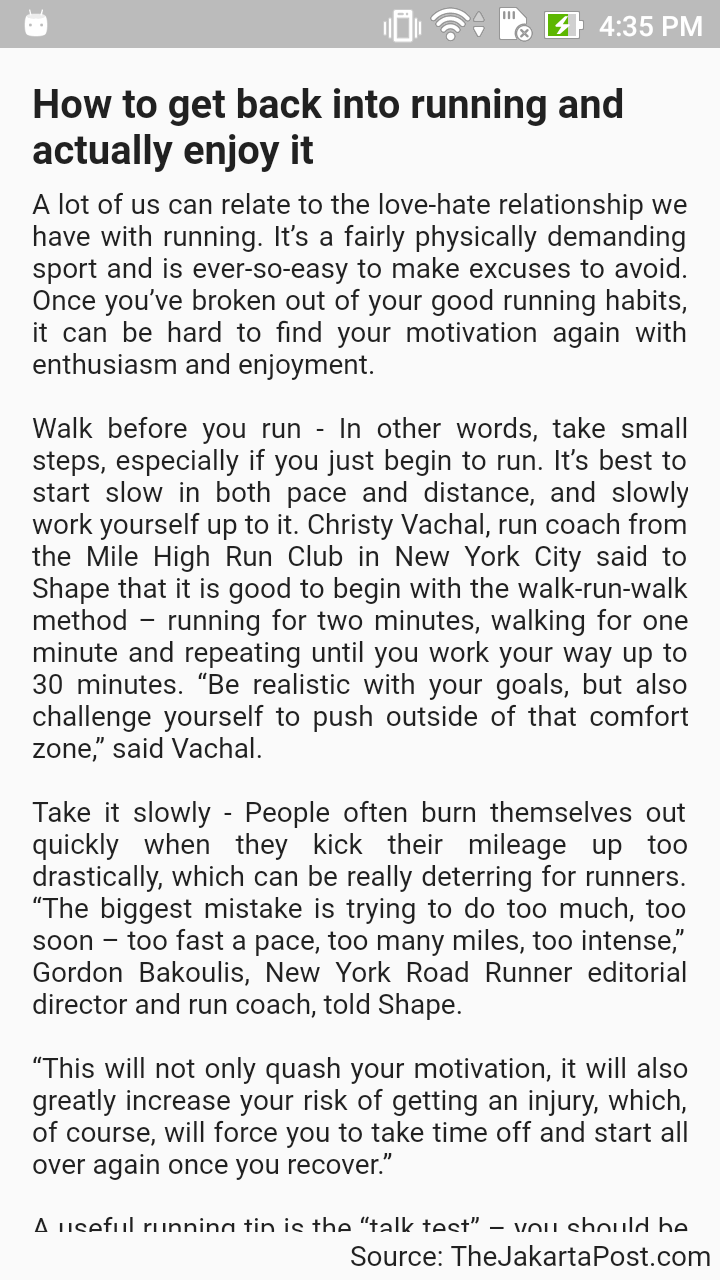 4:35 PM
How to get back into running and
actually enjoy it
A lot of us can relate to the love-hate relationship we
have with running. It’s a fairly physically demanding
sport and is ever-so-easy to make excuses to avoid.
Once you’ve broken out of your good running habits,
it can be hard to find your motivation again with
enthusiasm and enjoyment.
Walk before you run - In other words, take small
steps, especially if you just begin to run. It’s best to
start slow in both pace and distance, and slowly
work yourself up to it. Christy Vachal, run coach from
the Mile High Run Club in New York City said to
Shape that it is good to begin with the walk-run-walk
method – running for two minutes, walking for one
minute and repeating until you work your way up to
30 minutes. “Be realistic with your goals, but also
challenge yourself to push outside of that comfort
zone,” said Vachal.
Take it slowly - People often burn themselves out
quickly when they kick their mileage up too
drastically, which can be really deterring for runners.
“The biggest mistake is trying to do too much, too
soon – too fast a pace, too many miles, too intense,”
Gordon Bakoulis, New York Road Runner editorial
director and run coach, told Shape.
“This will not only quash your motivation, it will also
greatly increase your risk of getting an injury, which,
of course, will force you to take time off and start all
over again once you recover.”
A useful running tip is the “talk test” – you should be
Source: TheJakartaPost.com